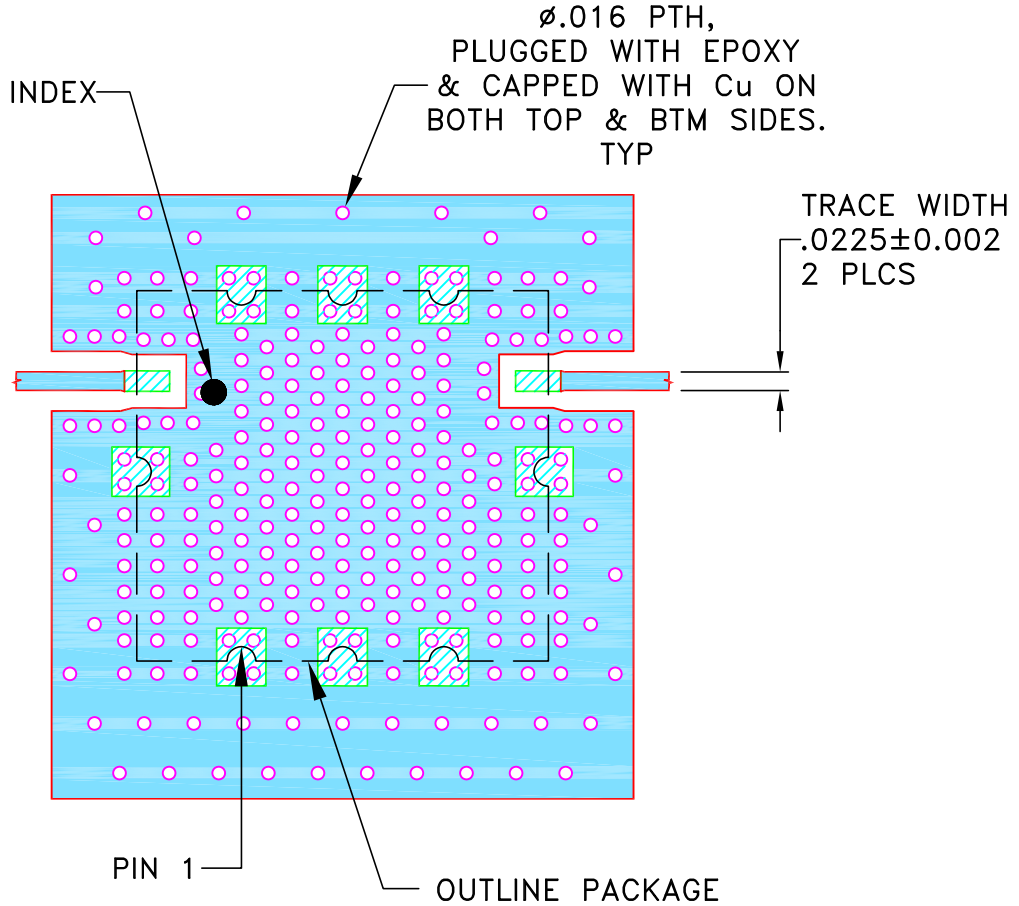 Ø.016 PTH,
PLUGGED WITH EPOXY
& CAPPED WITH Cu ON
BOTH TOP & BTM SIDES.
TYP
INDEX
TRACE WIDTH
.0225±0.002
2 PLCS
PIN 1
OUTLINE PACKAGE